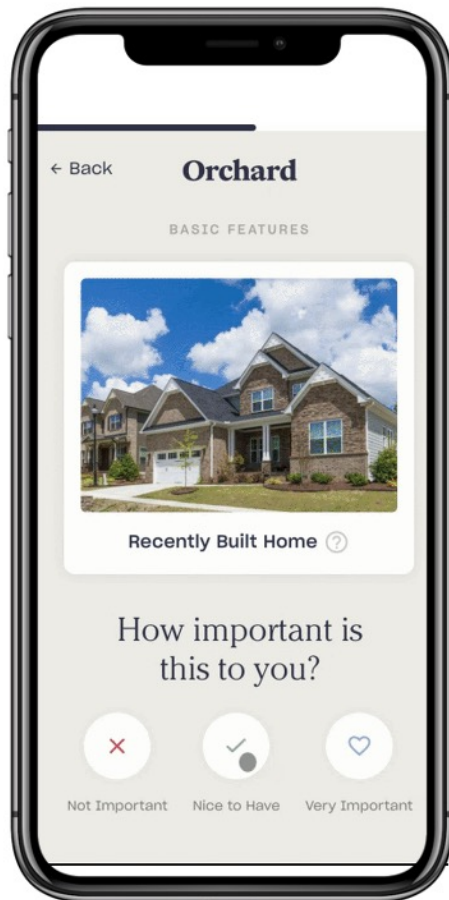 ← Back
Orchard
BASIC FEATURES
Recently Built Home ?
How important is
this to you?
Not Important
Nice to Have
Very Important